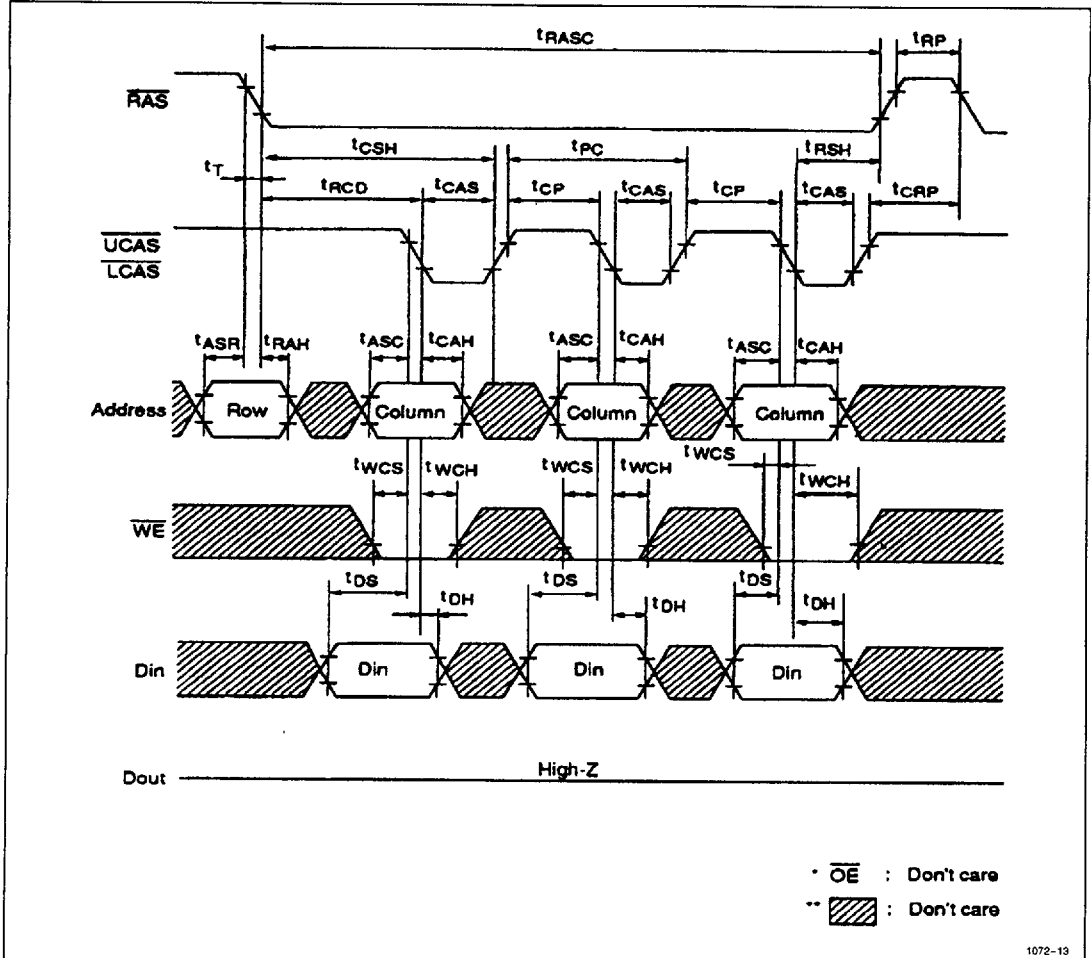 tRASC tRP
RAS
tCSH tPC tRSH
tT
tRCD tCAS tCP tCAS tCP tCAS tCRP
UCAS
LCAS
tASR tRAH tASC tCAH tASC tCAH tASC tCAH
Address Row Column Column Column
tWCS tWCH tWCS tWCH tWCS tWCH
WE
tDS tDH tDS tDH tDS tDH
Din Din Din Din
Dout High-Z
* OE : Don't care
** : Don't care
1072-13